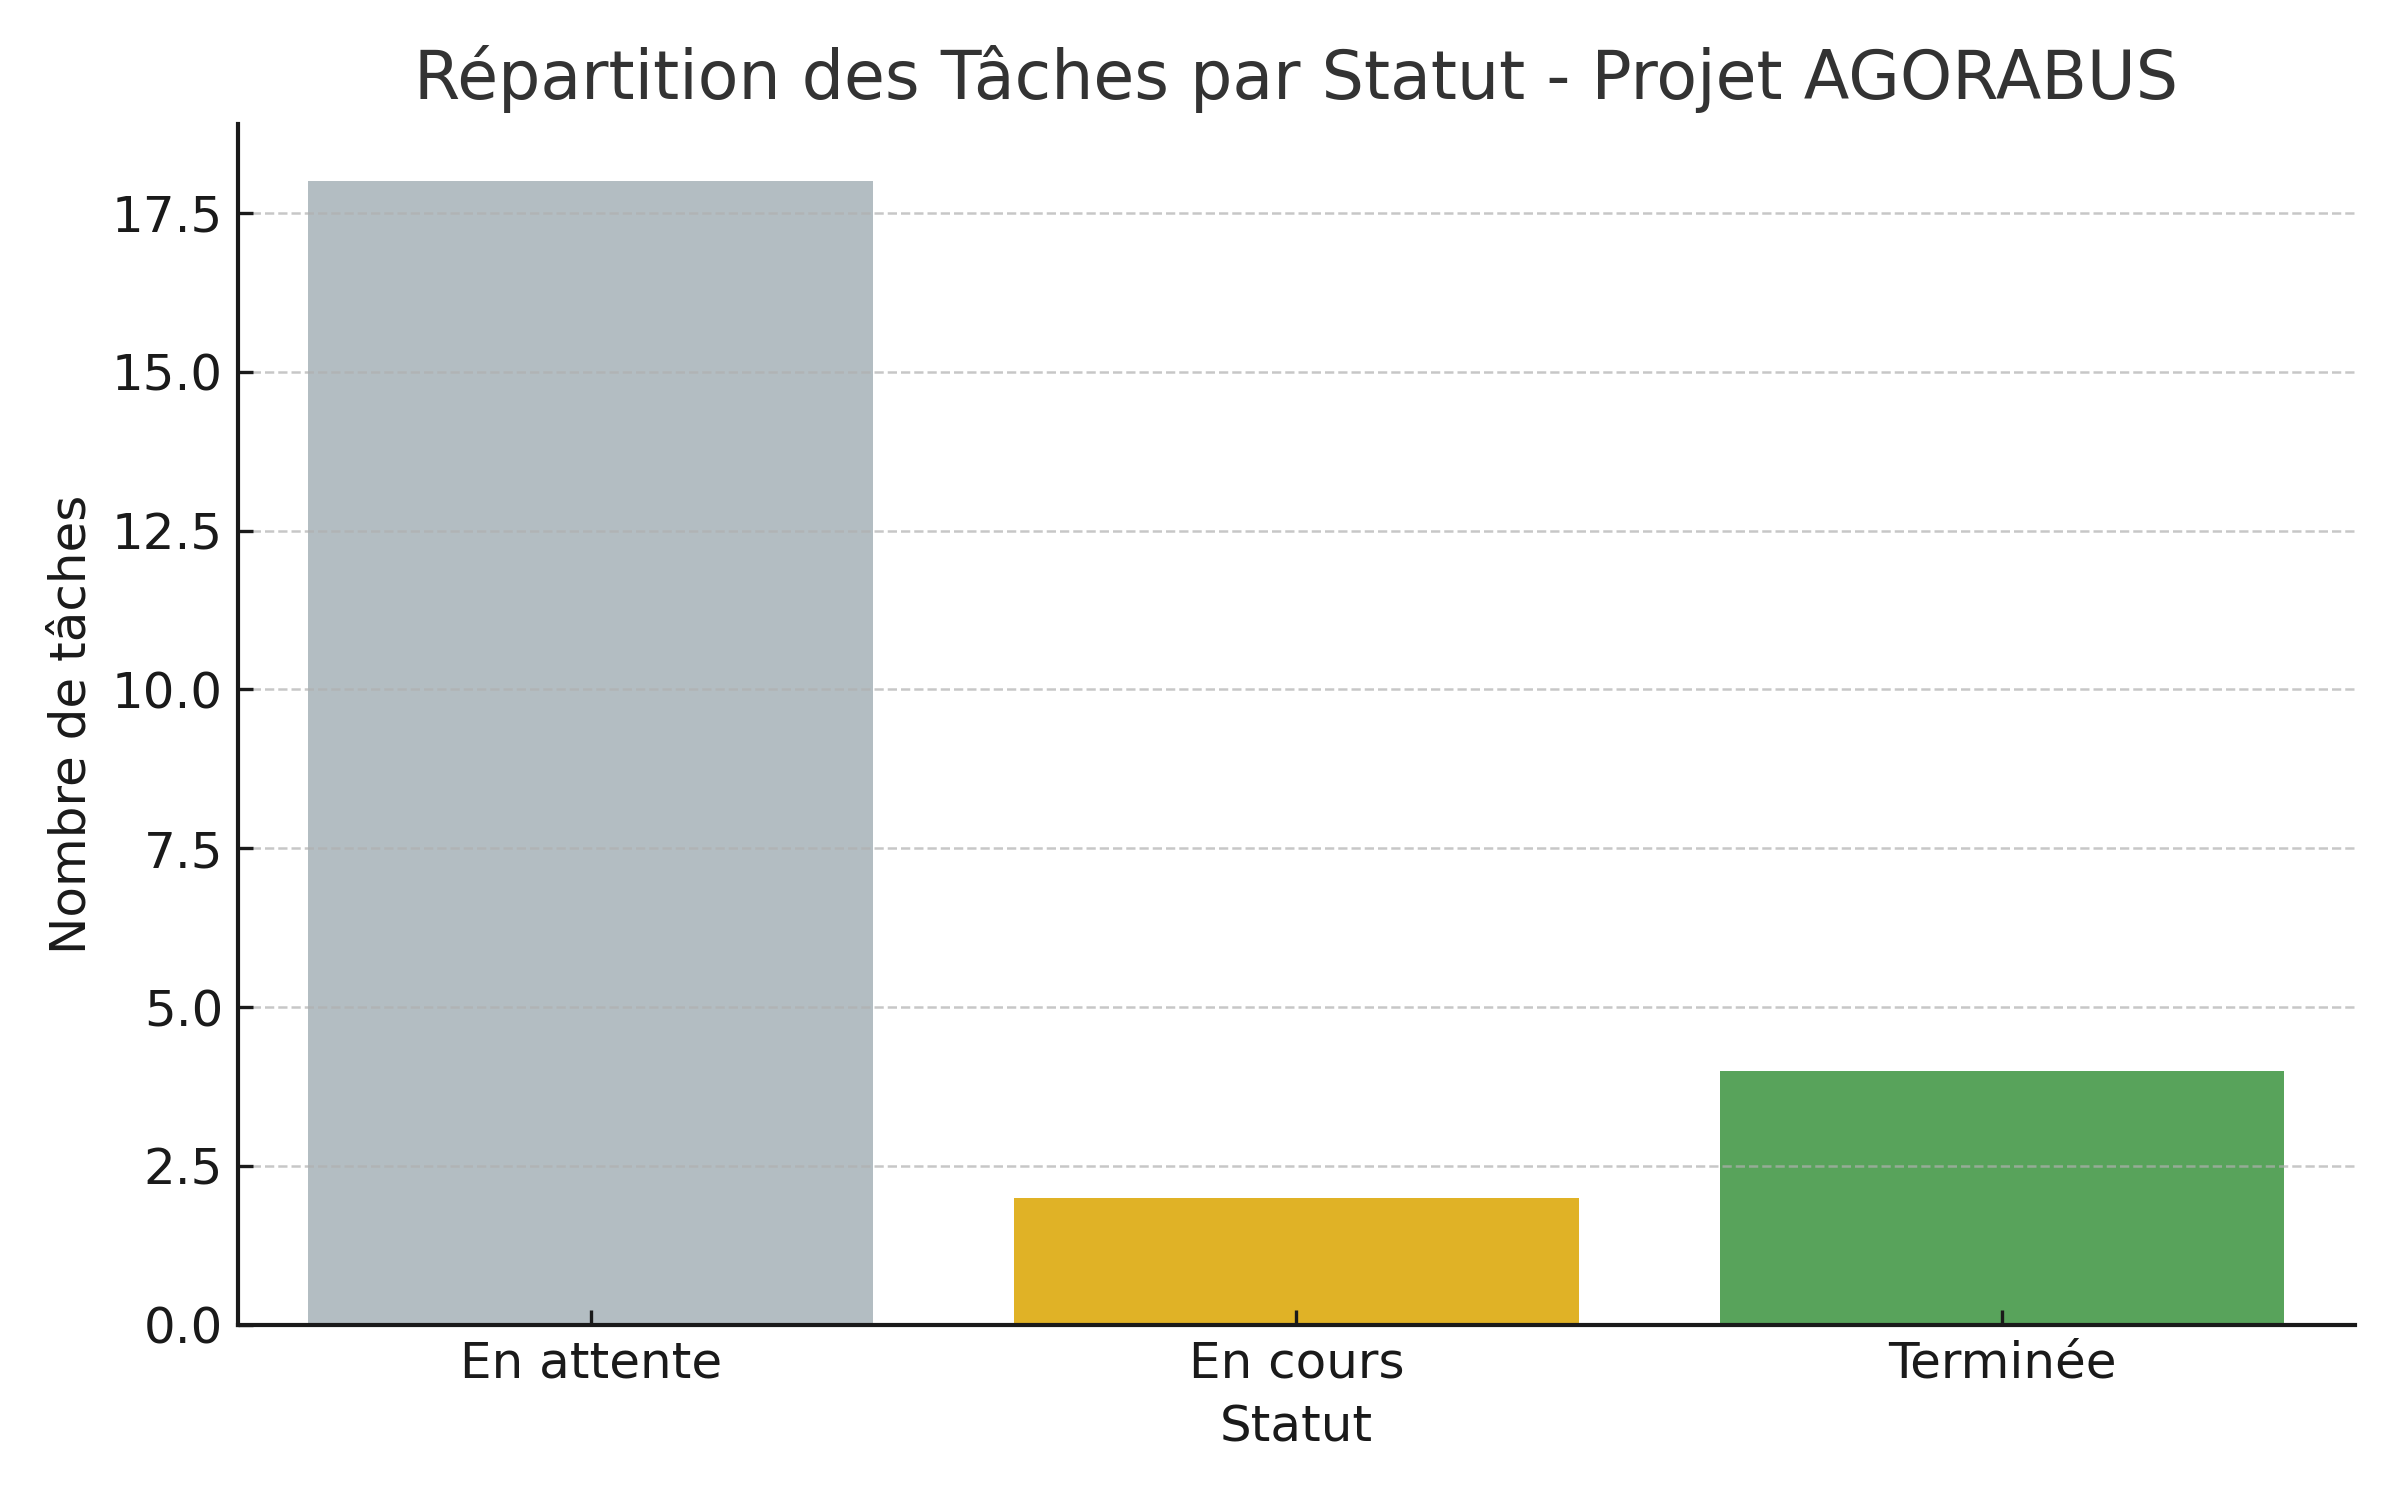 Répartition des Tâches par Statut - Projet AGORABUS
Nombre de tâches
17.5
15.0
12.5
10.0
7.5
5.0
2.5
0.0
En attente
En cours
Terminée
Statut